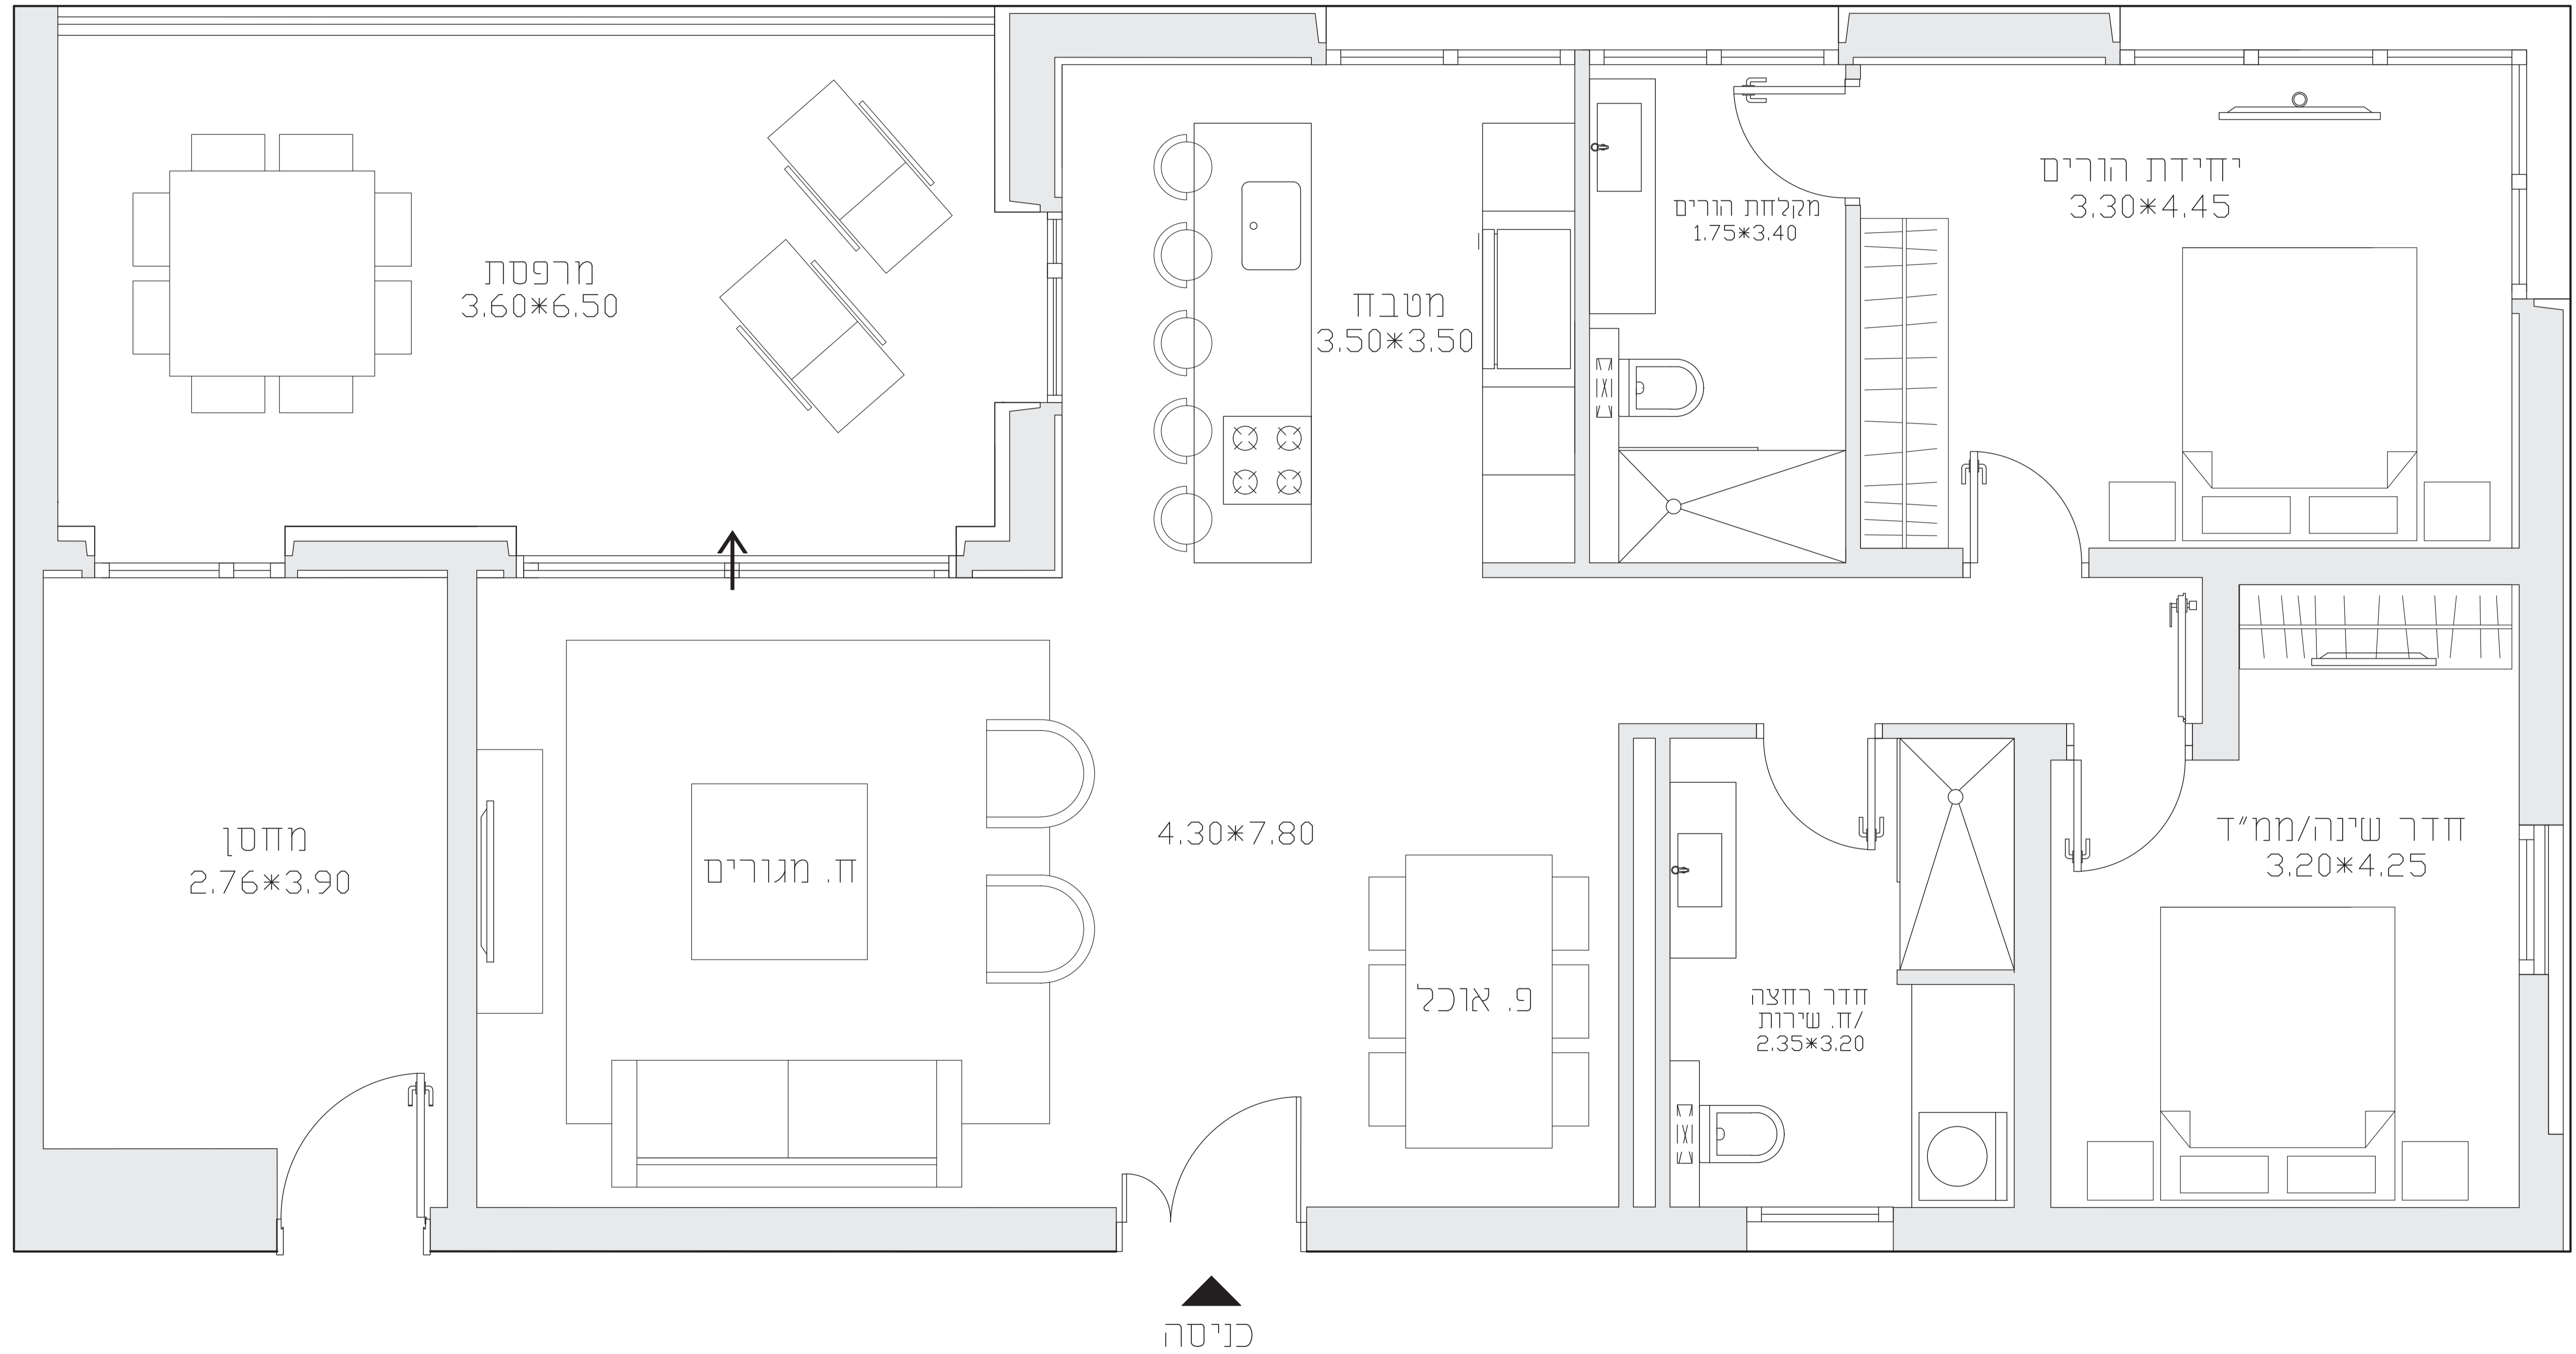 יחידת הורים
3.30*4.45
מקלחת הורים
1.75*3.40
מטבח
3.50*3.50
מרפסת
3.60*6.50
חדר שינה/ממ״ד
3.20*4.25
חדר רחצה
/ח. שירות
2.35*3.20
4.30*7.80
פ. אוכל
ח. מגורים
מחסן
2.76*3.90
כניסה